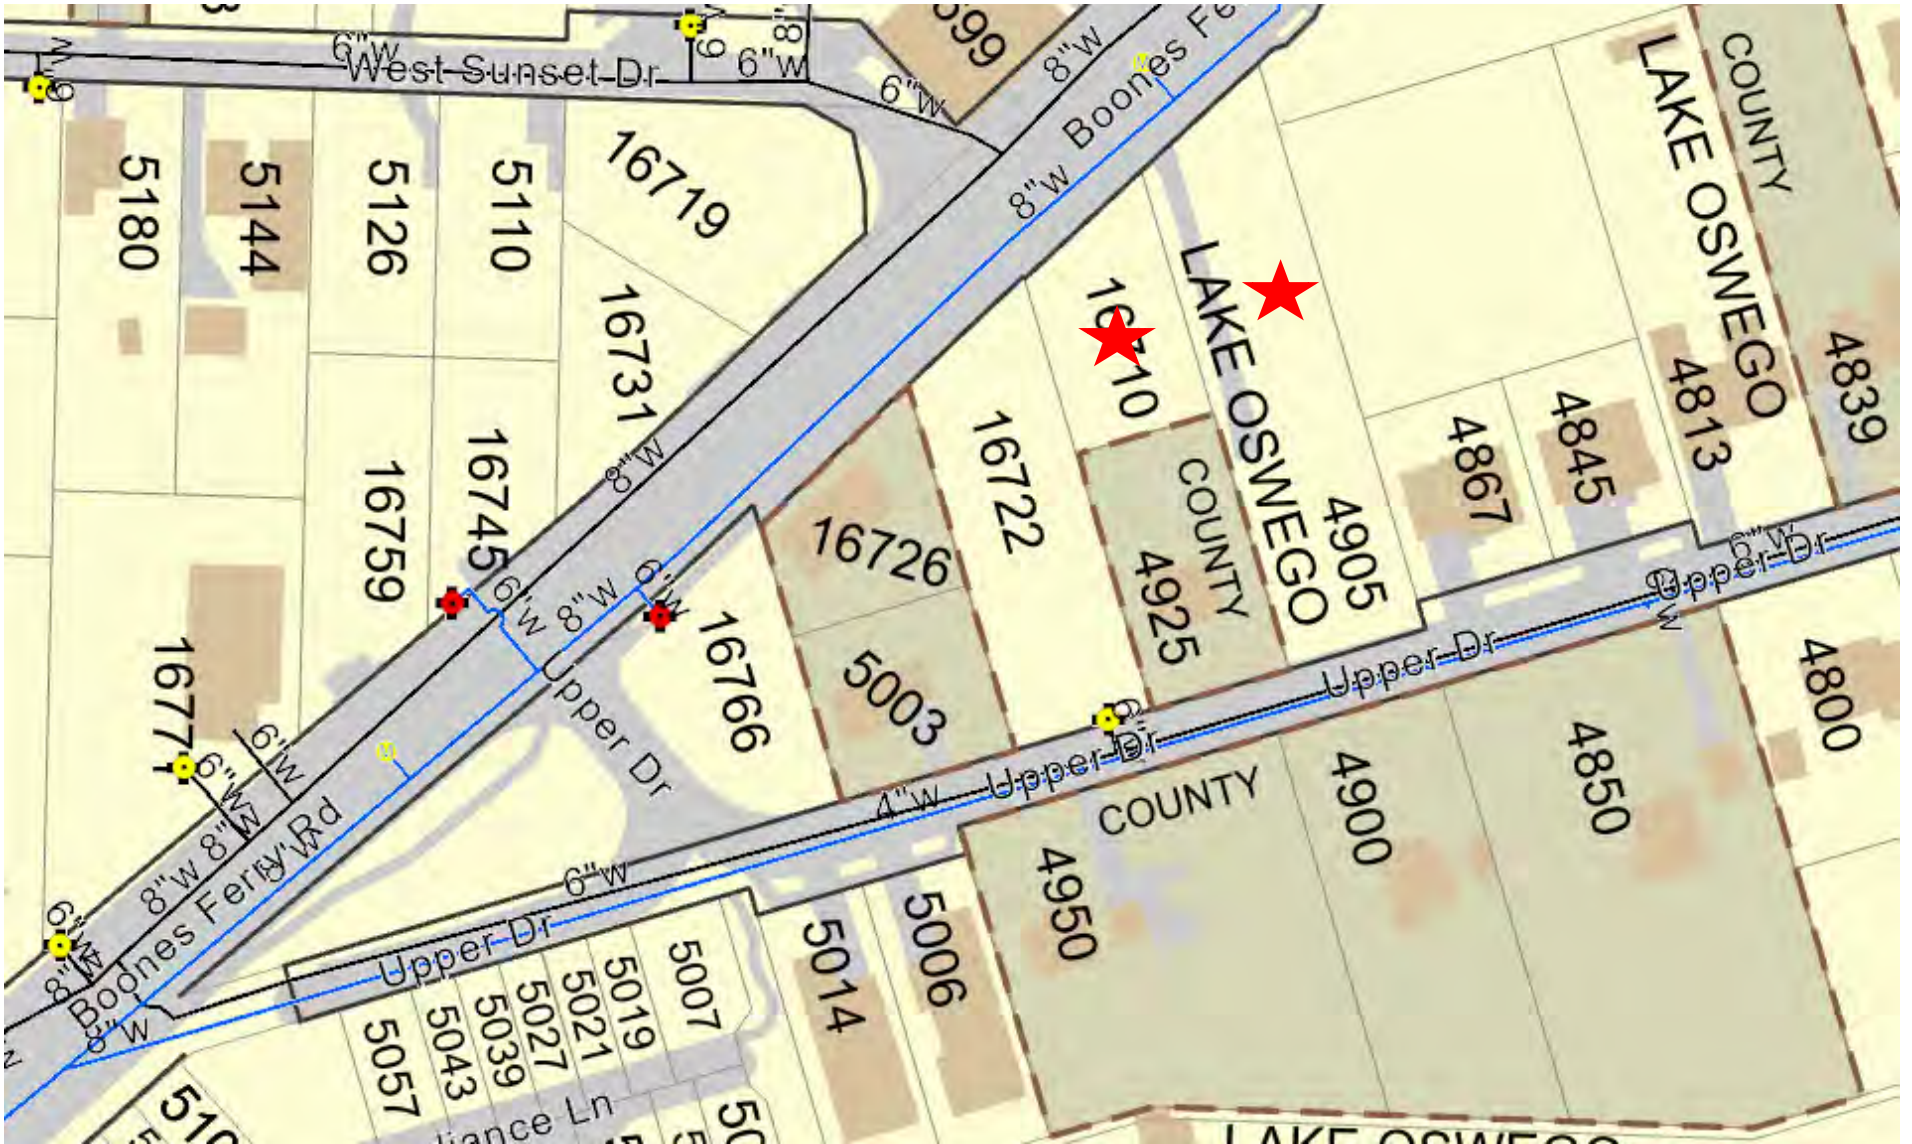 6"W
West Sunset Dr
6"W
6"W
8"W
Boones Fe
8"W
5180
5144
5126
5110
16719
16731
16745
16759
8"W
16722
LAKE OSWEGO
LAKE OSWEGO
COUNTY
4839
4813
4845
4867
4905
COUNTY
4925
16726
5003
16766
6"W
8"W
6"W
Upper Dr
6"W
6"W
8"W
8"W
Boones Ferry Rd
6"W
8"W
6"W
Upper Dr
6"W
4"W
Upper Dr
Upper Dr
6"W
Upper Dr
COUNTY
4950
4900
4850
4800
5006
5014
5007
5019
5021
5027
5039
5043
5057
LAKE OSWEGO